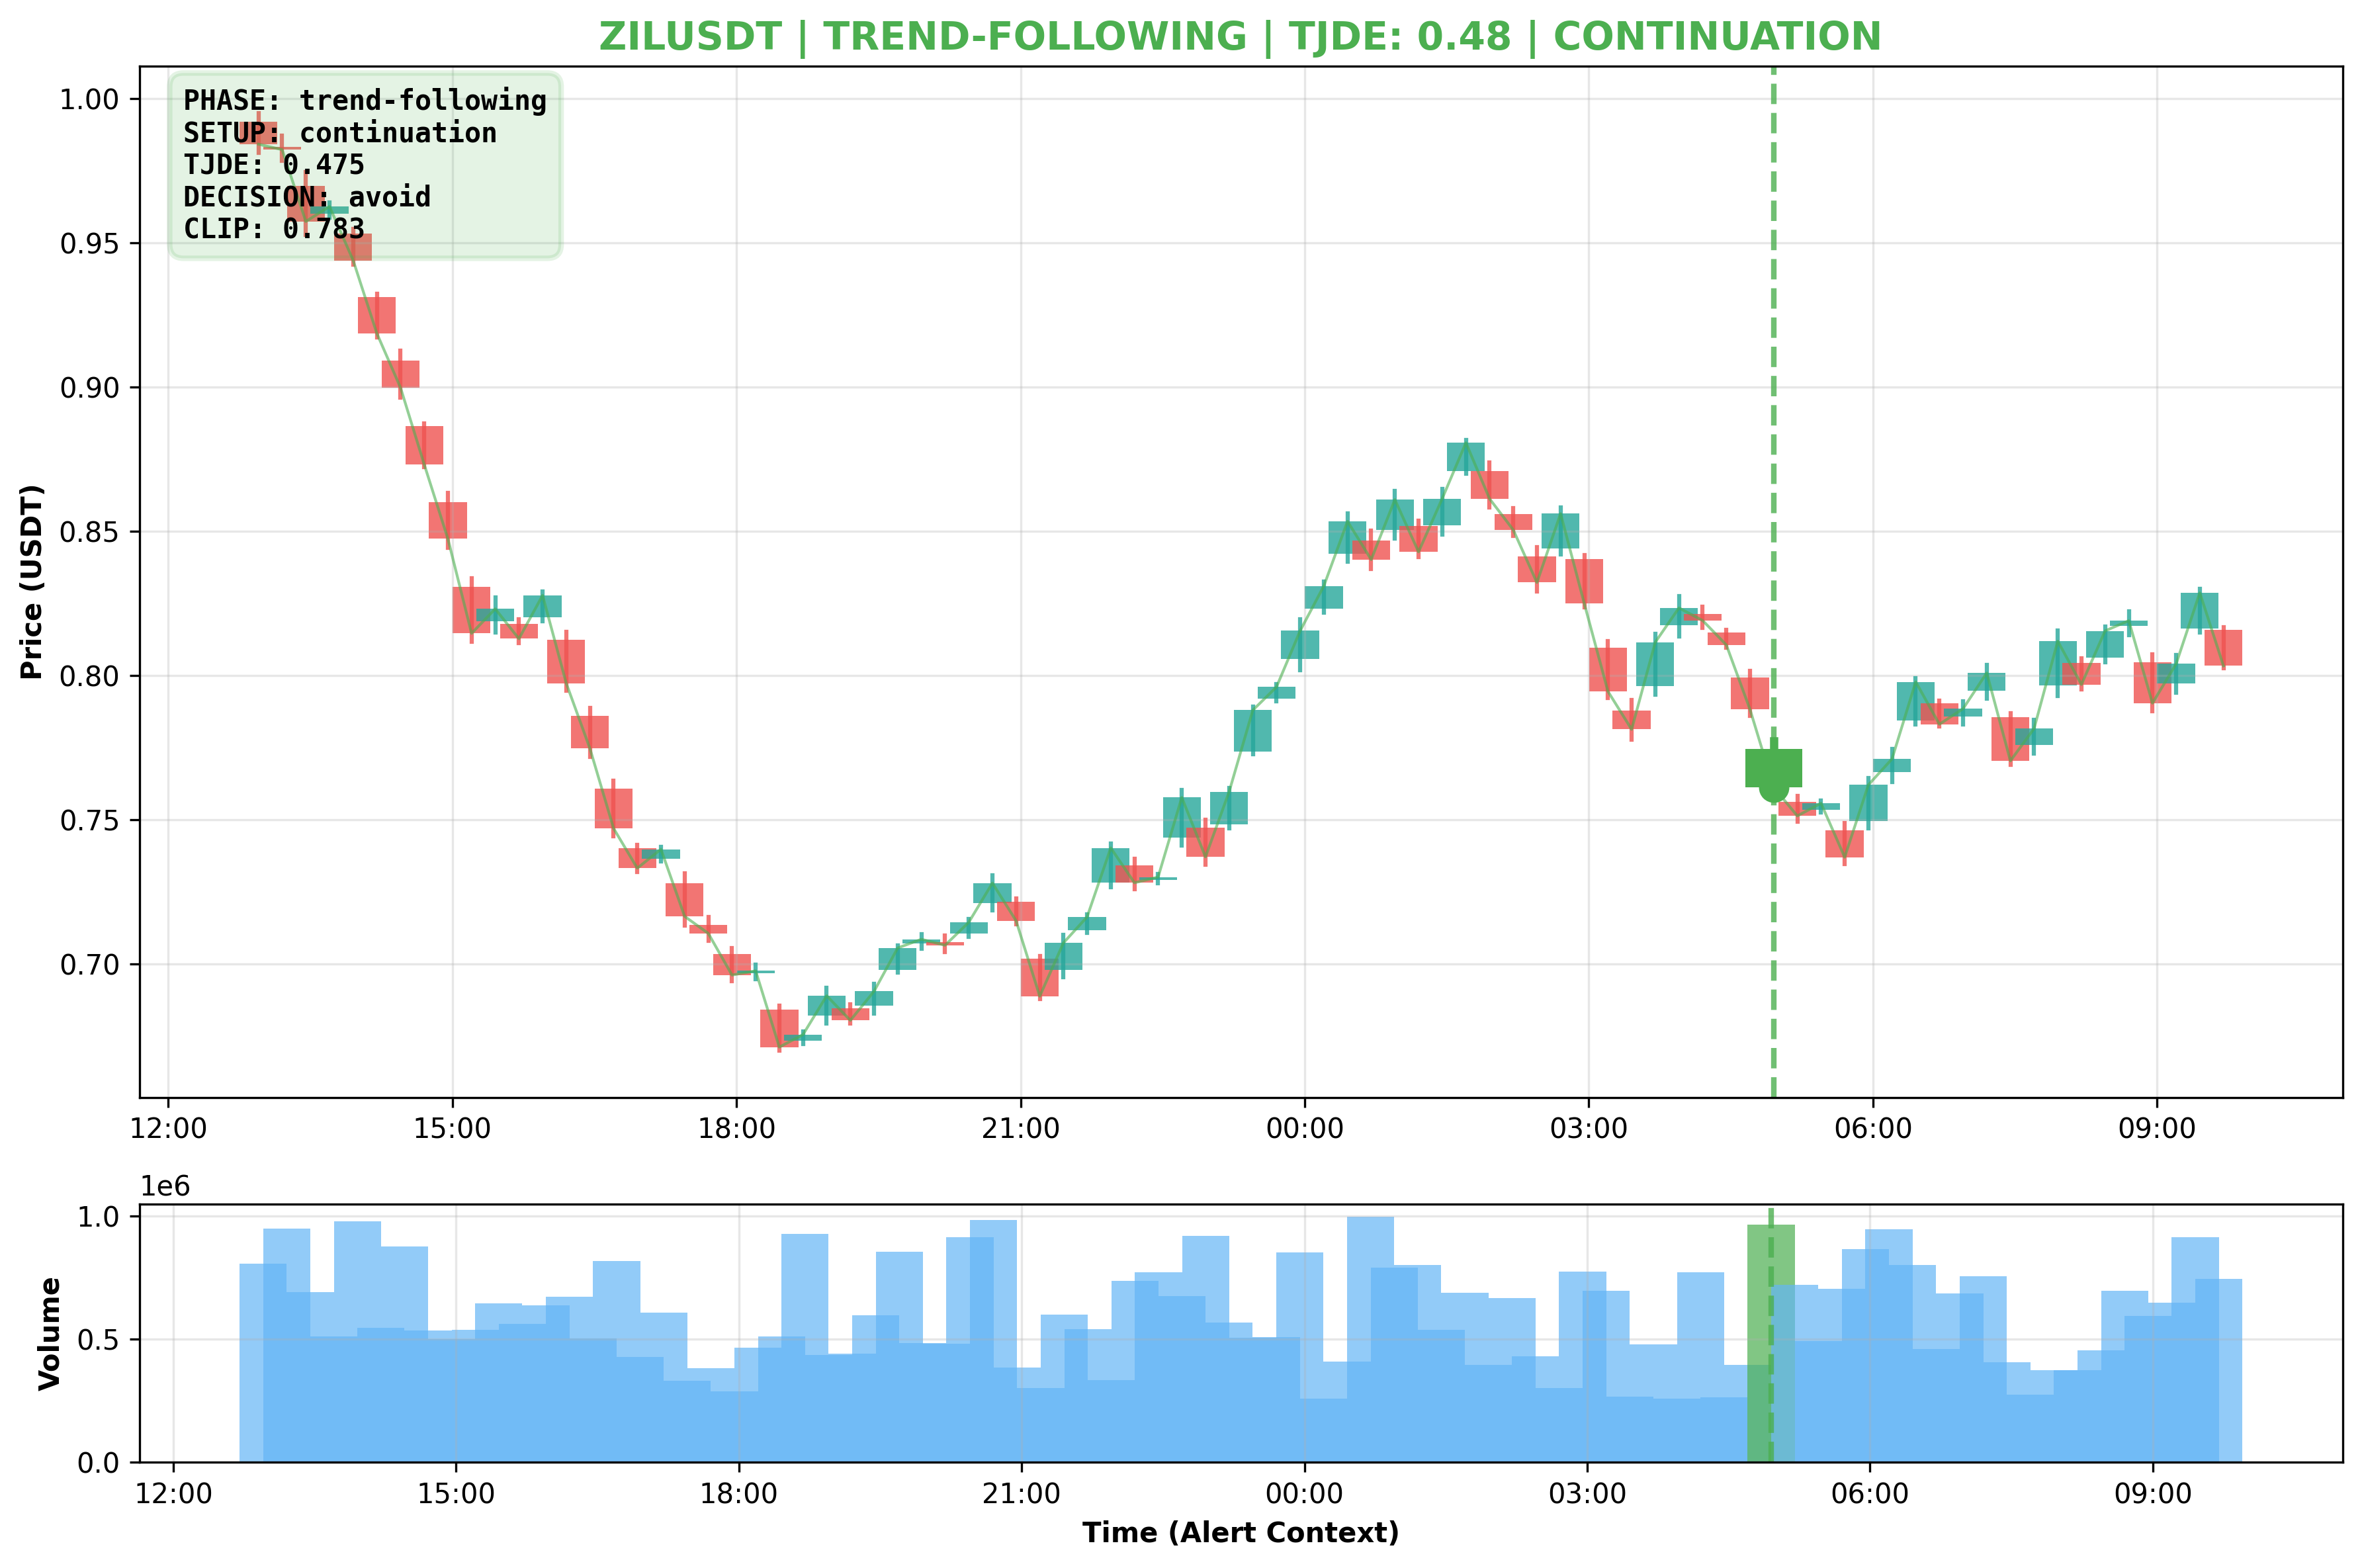 ZILUSDT | TREND-FOLLOWING | TJDE: 0.48 | CONTINUATION
PHASE: trend-following
SETUP: continuation
TJDE: 0.475
DECISION: avoid
CLIP: 0.783
Price (USDT)
1.00
0.95
0.90
0.85
0.80
0.75
0.70
12:00 15:00 18:00 21:00 00:00 03:00 06:00 09:00
1e6
Volume
1.0
0.5
0.0
12:00 15:00 18:00 21:00 00:00 03:00 06:00 09:00
Time (Alert Context)